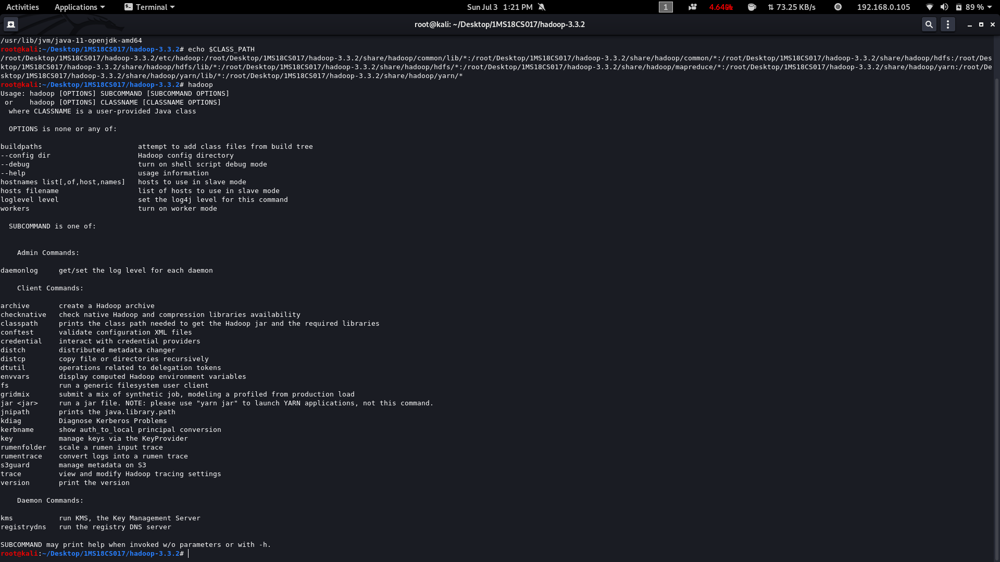 Activities Applications Terminal Sun Jul 3 1:21 PM 1 4.64GHz 73.25 KB/s 192.168.0.105 89 %
root@kali: ~/Desktop/1MS18CS017/hadoop-3.3.2
/usr/lib/jvm/java-11-openjdk-amd64
root@kali:~/Desktop/1MS18CS017/hadoop-3.3.2# echo $CLASS_PATH
/root/Desktop/1MS18CS017/hadoop-3.3.2/etc/hadoop:/root/Desktop/1MS18CS017/hadoop-3.3.2/share/hadoop/common/lib/*:/root/Desktop/1MS18CS017/hadoop-3.3.2/share/hadoop/common/*:/root/Desktop/1MS18CS017/hadoop-3.3.2/share/hadoop/hdfs:/root/Des
ktop/1MS18CS017/hadoop-3.3.2/share/hadoop/hdfs/lib/*:/root/Desktop/1MS18CS017/hadoop-3.3.2/share/hadoop/hdfs/*:/root/Desktop/1MS18CS017/hadoop-3.3.2/share/hadoop/mapreduce/*:/root/Desktop/1MS18CS017/hadoop-3.3.2/share/hadoop/yarn:/root/De
sktop/1MS18CS017/hadoop-3.3.2/share/hadoop/yarn/lib/*:/root/Desktop/1MS18CS017/hadoop-3.3.2/share/hadoop/yarn/*
root@kali:~/Desktop/1MS18CS017/hadoop-3.3.2# hadoop
Usage: hadoop [OPTIONS] SUBCOMMAND [SUBCOMMAND OPTIONS]
 or    hadoop [OPTIONS] CLASSNAME [CLASSNAME OPTIONS]
  where CLASSNAME is a user-provided Java class

  OPTIONS is none or any of:

buildpaths                       attempt to add class files from build tree
--config dir                     Hadoop config directory
--debug                          turn on shell script debug mode
--help                           usage information
hostnames list[,of,host,names]   hosts to use in slave mode
hosts filename                   list of hosts to use in slave mode
loglevel level                   set the log4j level for this command
workers                          turn on worker mode

  SUBCOMMAND is one of:


    Admin Commands:

daemonlog     get/set the log level for each daemon

    Client Commands:

archive       create a Hadoop archive
checknative   check native Hadoop and compression libraries availability
classpath     prints the class path needed to get the Hadoop jar and the required libraries
conftest      validate configuration XML files
credential    interact with credential providers
distch        distributed metadata changer
distcp        copy file or directories recursively
dtutil        operations related to delegation tokens
envvars       display computed Hadoop environment variables
fs            run a generic filesystem user client
gridmix       submit a mix of synthetic job, modeling a profiled from production load
jar <jar>     run a jar file. NOTE: please use "yarn jar" to launch YARN applications, not this command.
jnipath       prints the java.library.path
kdiag         Diagnose Kerberos Problems
kerbname      show auth_to_local principal conversion
key           manage keys via the KeyProvider
rumenfolder   scale a rumen input trace
rumentrace    convert logs into a rumen trace
s3guard       manage metadata on S3
trace         view and modify Hadoop tracing settings
version       print the version

    Daemon Commands:

kms           run KMS, the Key Management Server
registrydns   run the registry DNS server

SUBCOMMAND may print help when invoked w/o parameters or with -h.
root@kali:~/Desktop/1MS18CS017/hadoop-3.3.2#